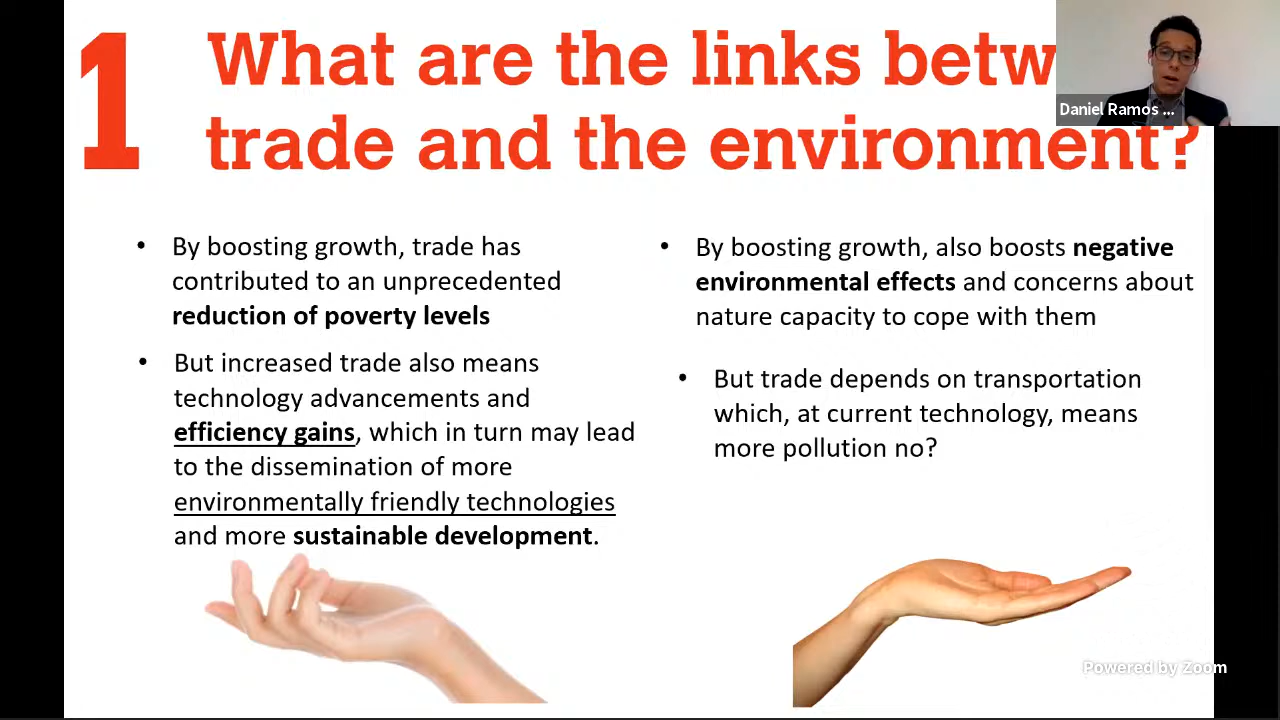 1
What are the links betw
trade and the environment?
Daniel Ramos ...
• By boosting growth, trade has
contributed to an unprecedented
reduction of poverty levels
• But increased trade also means
technology advancements and
efficiency gains, which in turn may lead
to the dissemination of more
environmentally friendly technologies
and more sustainable development.
• By boosting growth, also boosts negative
environmental effects and concerns about
nature capacity to cope with them
• But trade depends on transportation
which, at current technology, means
more pollution no?
Powered by Zoom